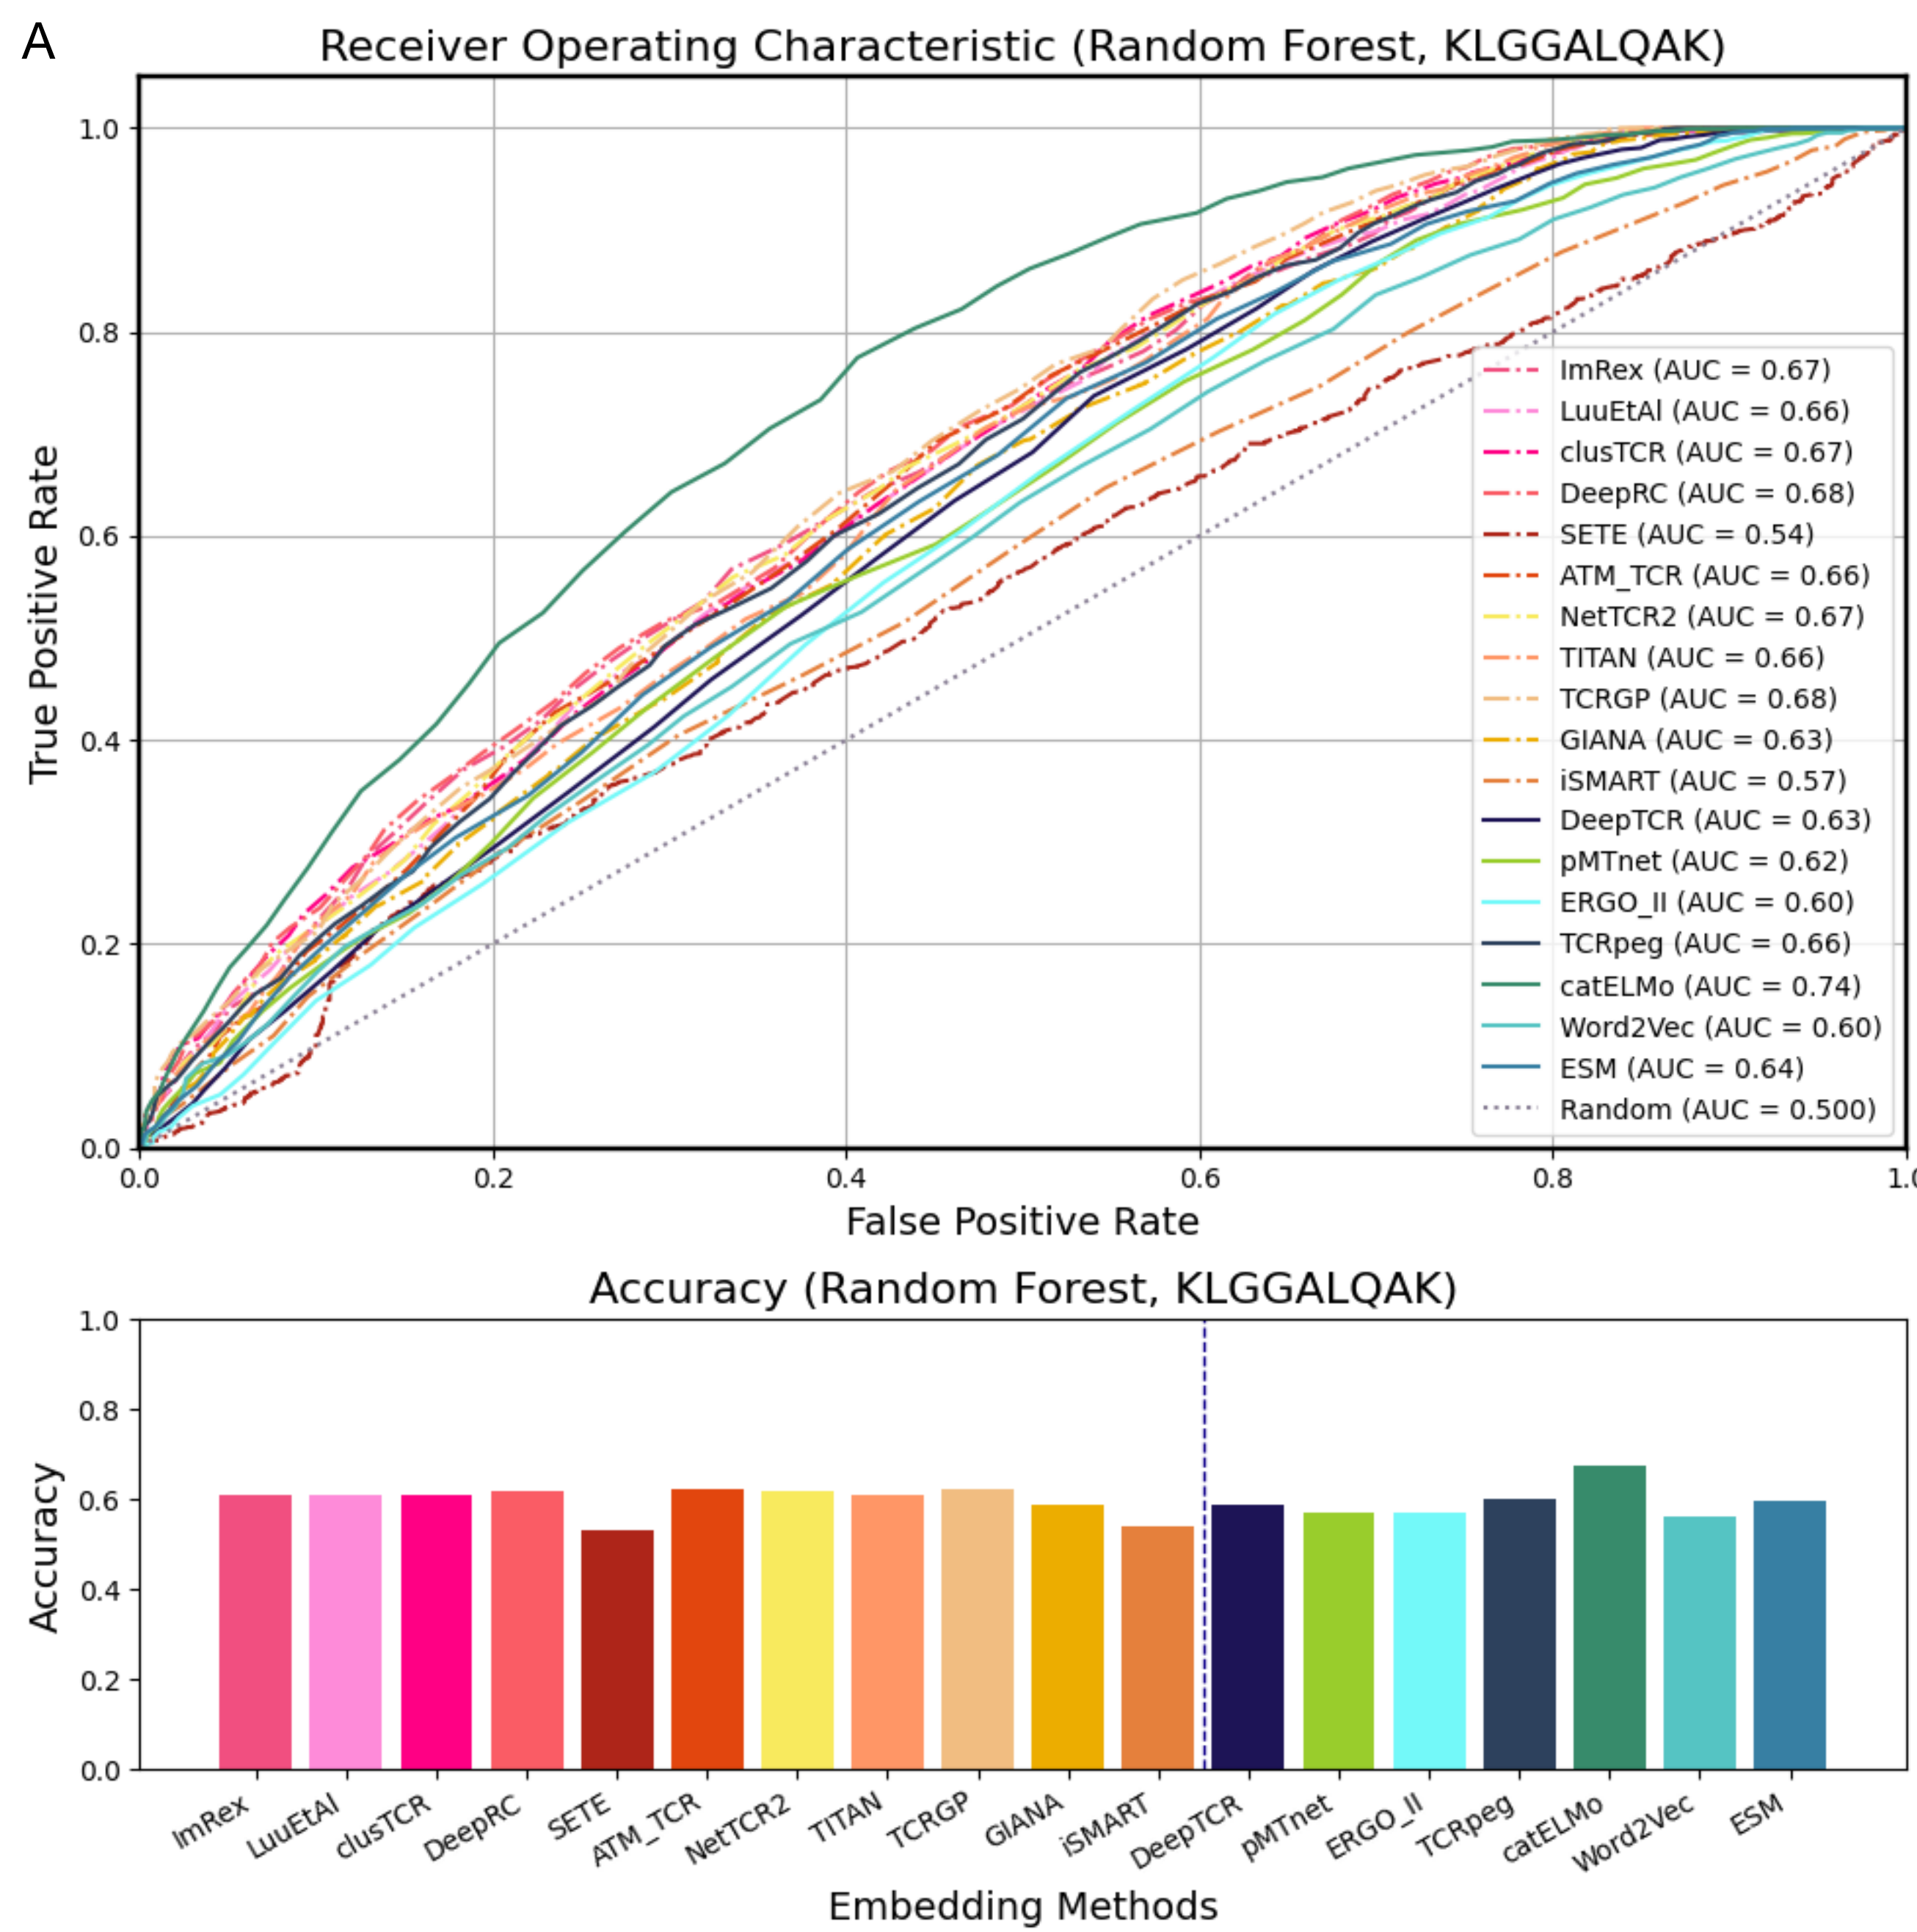 A
Receiver Operating Characteristic (Random Forest, KLGGALQAK)
1.0
0.8
0.6
0.4
0.2
0.0
True Positive Rate
ImRex (AUC = 0.67)
LuuEtAl (AUC = 0.66)
clusTCR (AUC = 0.67)
DeepRC (AUC = 0.68)
SETE (AUC = 0.54)
ATM_TCR (AUC = 0.66)
NetTCR2 (AUC = 0.67)
TITAN (AUC = 0.66)
TCRGP (AUC = 0.68)
GIANA (AUC = 0.63)
iSMART (AUC = 0.57)
DeepTCR (AUC = 0.63)
pMTnet (AUC = 0.62)
ERGO_II (AUC = 0.60)
TCRpeg (AUC = 0.66)
catELMo (AUC = 0.74)
Word2Vec (AUC = 0.60)
ESM (AUC = 0.64)
Random (AUC = 0.500)
0.0 0.2 0.4 0.6 0.8 1.0
False Positive Rate
Accuracy (Random Forest, KLGGALQAK)
1.0
0.8
0.6
0.4
0.2
0.0
Accuracy
ImRex LuuEtAl clusTCR DeepRC SETE ATM_TCR NetTCR2 TITAN TCRGP GIANA iSMART DeepTCR pMTnet ERGO_II TCRpeg catELMo Word2Vec ESM
Embedding Methods